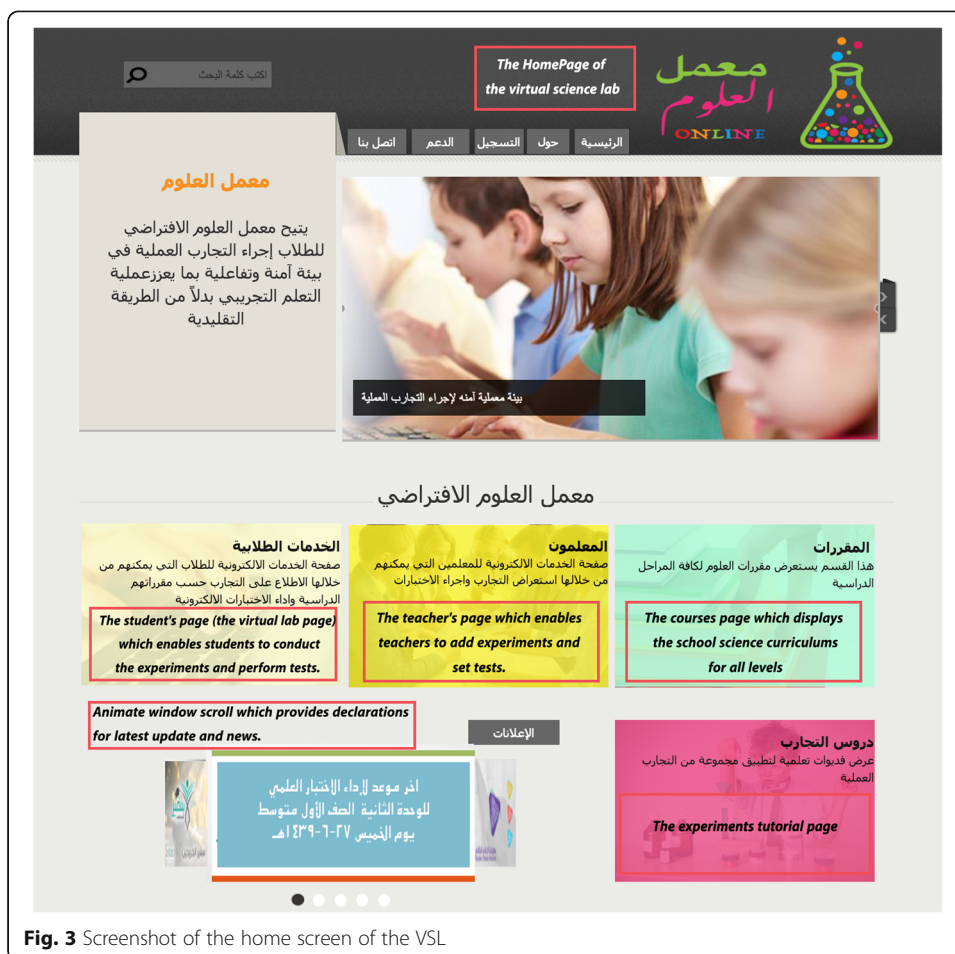 اكتب كلمة البحث
The HomePage of
the virtual science lab
معمل
العلوم
ONLINE
الرئيسية
حول
التسجيل
الدعم
اتصل بنا
معمل العلوم
يتيح معمل العلوم الافتراضي
للطلاب إجراء التجارب العملية في
بيئة آمنة وتفاعلية بما يعززعملية
التعلم التجريبي بدلاً من الطريقة
التقليدية
بيئة معملية آمنه لإجراء التجارب العملية
معمل العلوم الافتراضي
المقررات
هذا القسم يستعرض مقررات العلوم لكافة المراحل
الدراسية
The courses page which displays
the school science curriculums
for all levels
المعلمون
صفحة الخدمات الالكترونية للمعلمين التي يمكنهم
من خلالها استعراض التجارب واجراء الاختبارات
The teacher's page which enables
teachers to add experiments and
set tests.
الخدمات الطلابية
صفحة الخدمات الالكترونية للطلاب التي يمكنهم من
خلالها الاطلاع على التجارب حسب مقرراتهم
الدراسية واداء الاختبارات الالكترونية
The student's page (the virtual lab page)
which enables students to conduct
the experiments and perform tests.
Animate window scroll which provides declarations
for latest update and news.
الإعلانات
اخر موعد لإداء الأختبار العلمي
للوحدة الثانية الصف الأول متوسط
يوم الخميس ٢٧-٦-١٤٣٩هـ
دروس التجارب
عرض فديوات تعلمية لتطبيق مجموعة من التجارب
العملية
The experiments tutorial page
Fig. 3 Screenshot of the home screen of the VSL